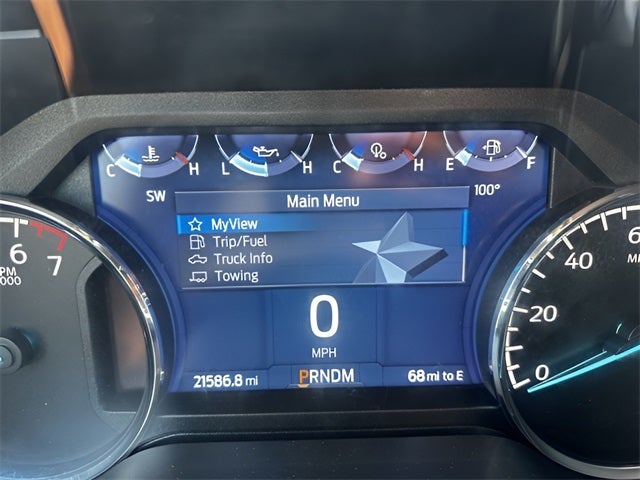 C H L H C H E F
SW
100°
Main Menu
MyView
Trip/Fuel
Truck Info
Towing
0
MPH
21586.8 mi
PRNDM
68 mi to E
6
7
60
40
20
0